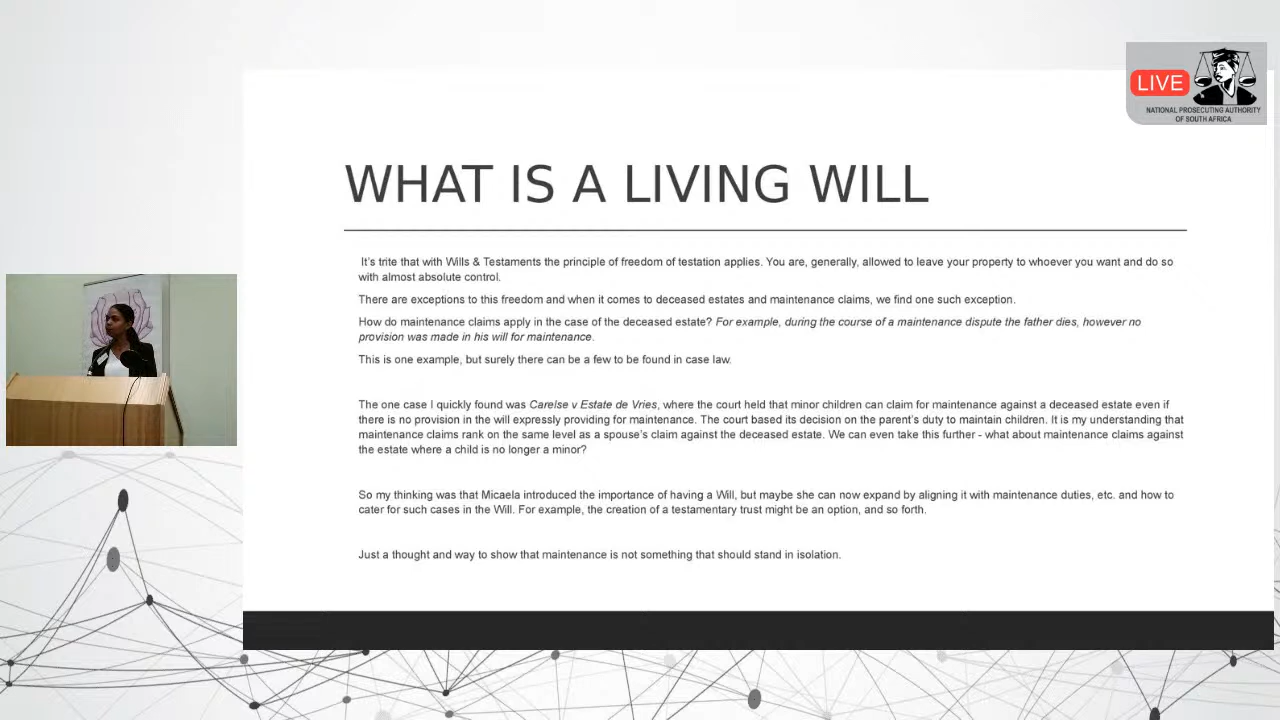 LIVE
NATIONAL PROSECUTING AUTHORITY
OF SOUTH AFRICA
WHAT IS A LIVING WILL
It's trite that with Wills & Testaments the principle of freedom of testation applies. You are, generally, allowed to leave your property to whoever you want and do so
with almost absolute control.
There are exceptions to this freedom and when it comes to deceased estates and maintenance claims, we find one such exception.
How do maintenance claims apply in the case of the deceased estate? For example, during the course of a maintenance dispute the father dies, however no
provision was made in his will for maintenance.
This is one example, but surely there can be a few to be found in case law.
The one case I quickly found was Carelse v Estate de Vries, where the court held that minor children can claim for maintenance against a deceased estate even if
there is no provision in the will expressly providing for maintenance. The court based its decision on the parent's duty to maintain children. It is my understanding that
maintenance claims rank on the same level as a spouse's claim against the deceased estate. We can even take this further - what about maintenance claims against
the estate where a child is no longer a minor?
So my thinking was that Micaela introduced the importance of having a Will, but maybe she can now expand by aligning it with maintenance duties, etc. and how to
cater for such cases in the Will. For example, the creation of a testamentary trust might be an option, and so forth.
Just a thought and way to show that maintenance is not something that should stand in isolation.